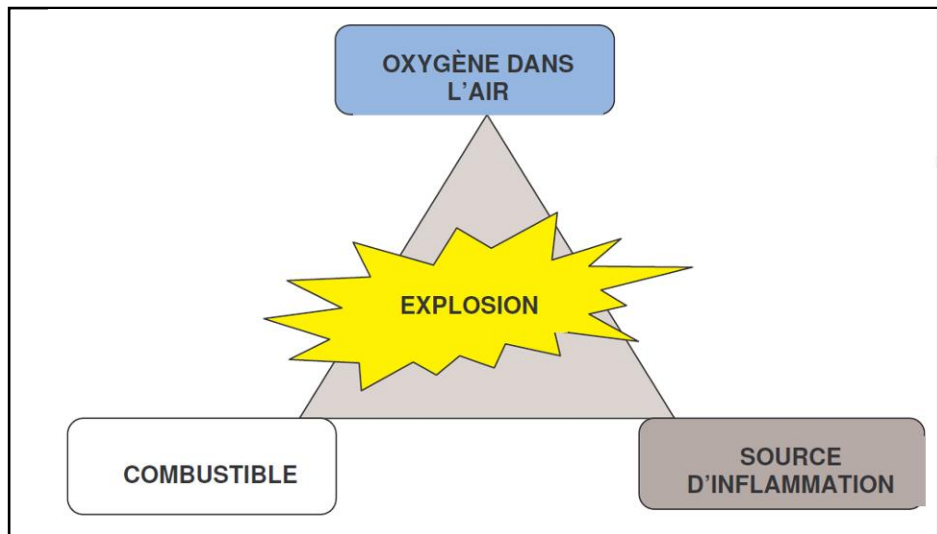 OXYGÈNE DANS
L’AIR
EXPLOSION
COMBUSTIBLE
SOURCE
D’INFLAMMATION